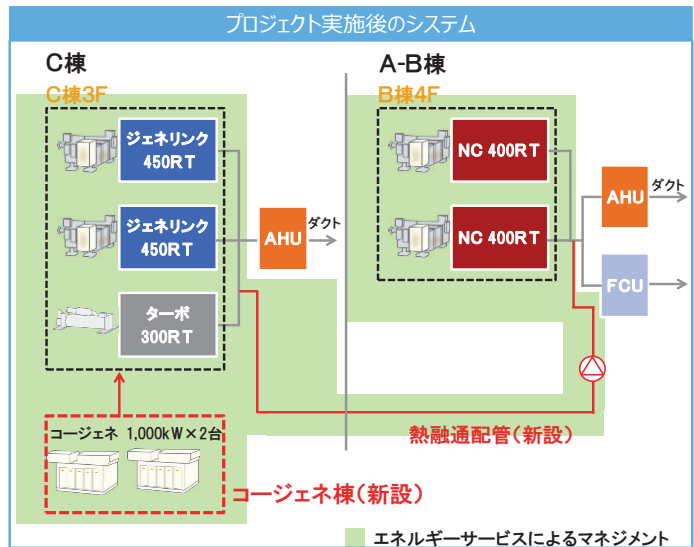 プロジェクト実施後のシステム
C棟
C棟3F
ジェネリンク
450RT
ジェネリンク
450RT
ターボ
300RT
AHU
ダクト
コージェネ 1,000kW×2台
コージェネ棟(新設)
A-B棟
B棟4F
NC 400RT
NC 400RT
AHU
ダクト
FCU
熱融通配管(新設)
エネルギーサービスによるマネジメント